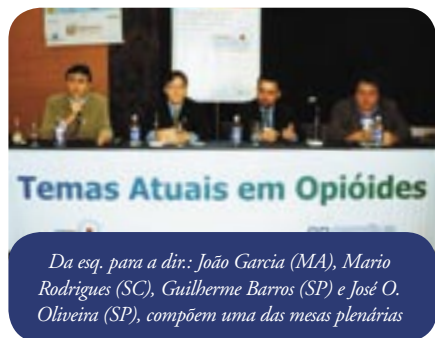 Temas Atuais em Opióides
Da esq. para a dir.: João Garcia (MA), Mario
Rodrigues (SC), Guilherme Barros (SP) e José O.
Oliveira (SP), compõem uma das mesas plenárias